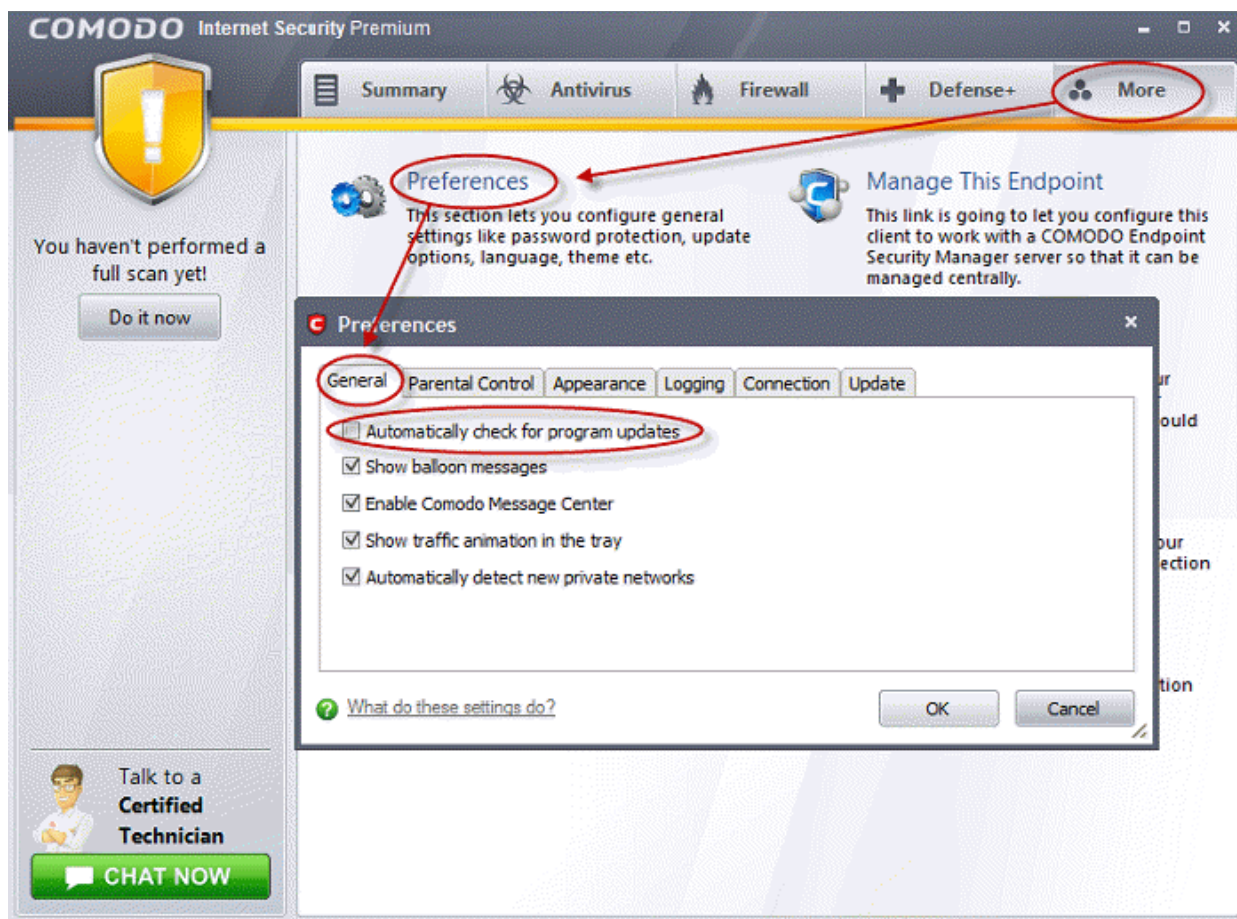 COMODO Internet Security Premium
Summary
Antivirus
Firewall
Defense+
More
You haven't performed a
full scan yet!
Do it now
Preferences
This section lets you configure general
settings like password protection, update
options, language, theme etc.
Manage This Endpoint
This link is going to let you configure this
client to work with a COMODO Endpoint
Security Manager server so that it can be
managed centrally.
Preferences
General
Parental Control
Appearance
Logging
Connection
Update
Automatically check for program updates
Show balloon messages
Enable Comodo Message Center
Show traffic animation in the tray
Automatically detect new private networks
What do these settings do?
OK
Cancel
Talk to a
Certified
Technician
CHAT NOW